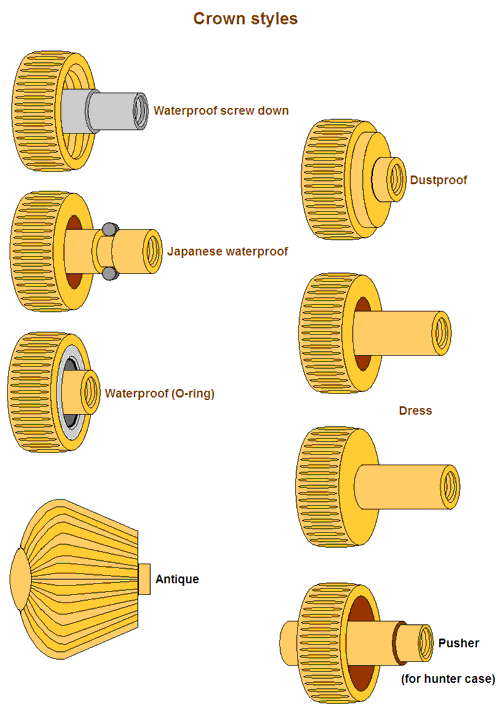 Crown styles
Waterproof screw down
Dustproof
Japanese waterproof
Waterproof (O-ring)
Dress
Antique
Pusher
(for hunter case)